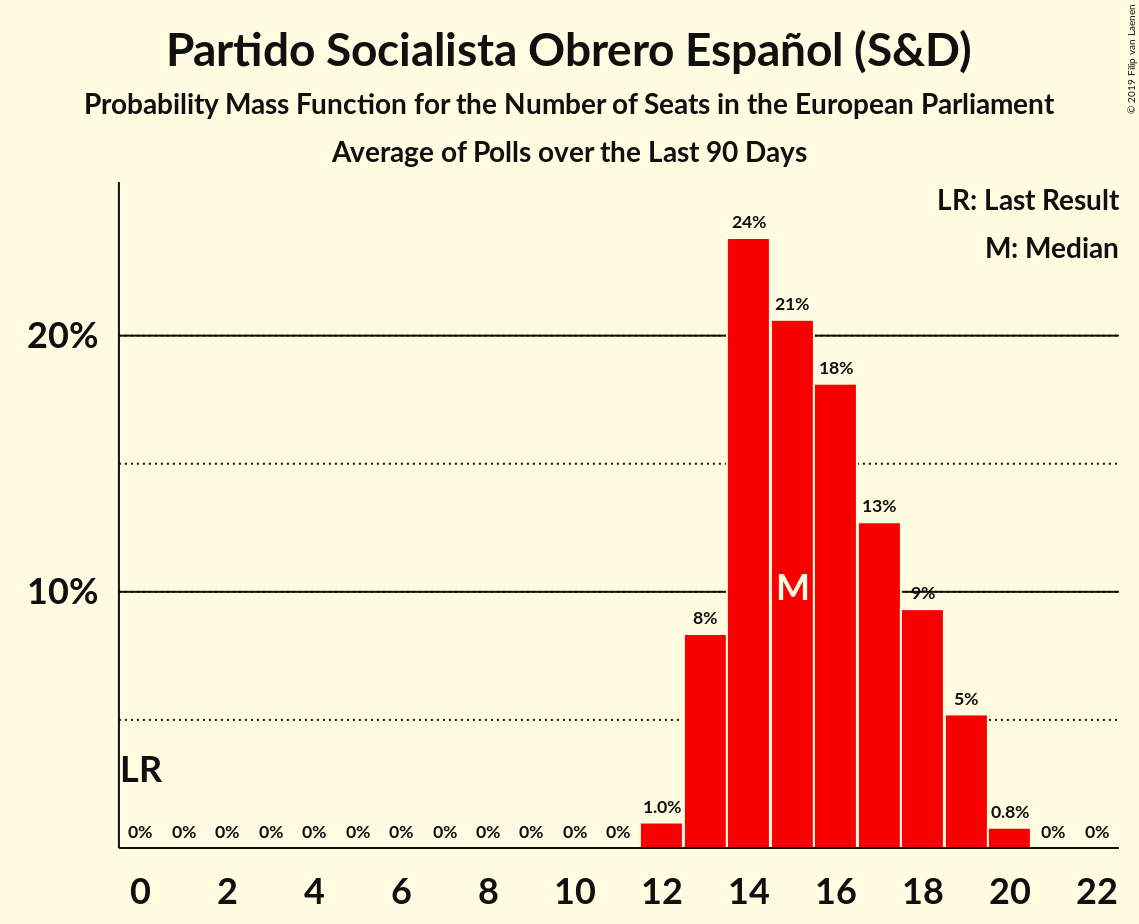 Partido Socialista Obrero Español (S&D)
Probability Mass Function for the Number of Seats in the European Parliament
Average of Polls over the Last 90 Days
© 2019 Filip van Laenen
LR: Last Result
M: Median
20%
10%
24%
21%
18%
13%
9%
8%
5%
1.0%
0.8%
M
LR
0% 0% 0% 0% 0% 0% 0% 0% 0% 0% 0% 0% 0% 0%
0 2 4 6 8 10 12 14 16 18 20 22